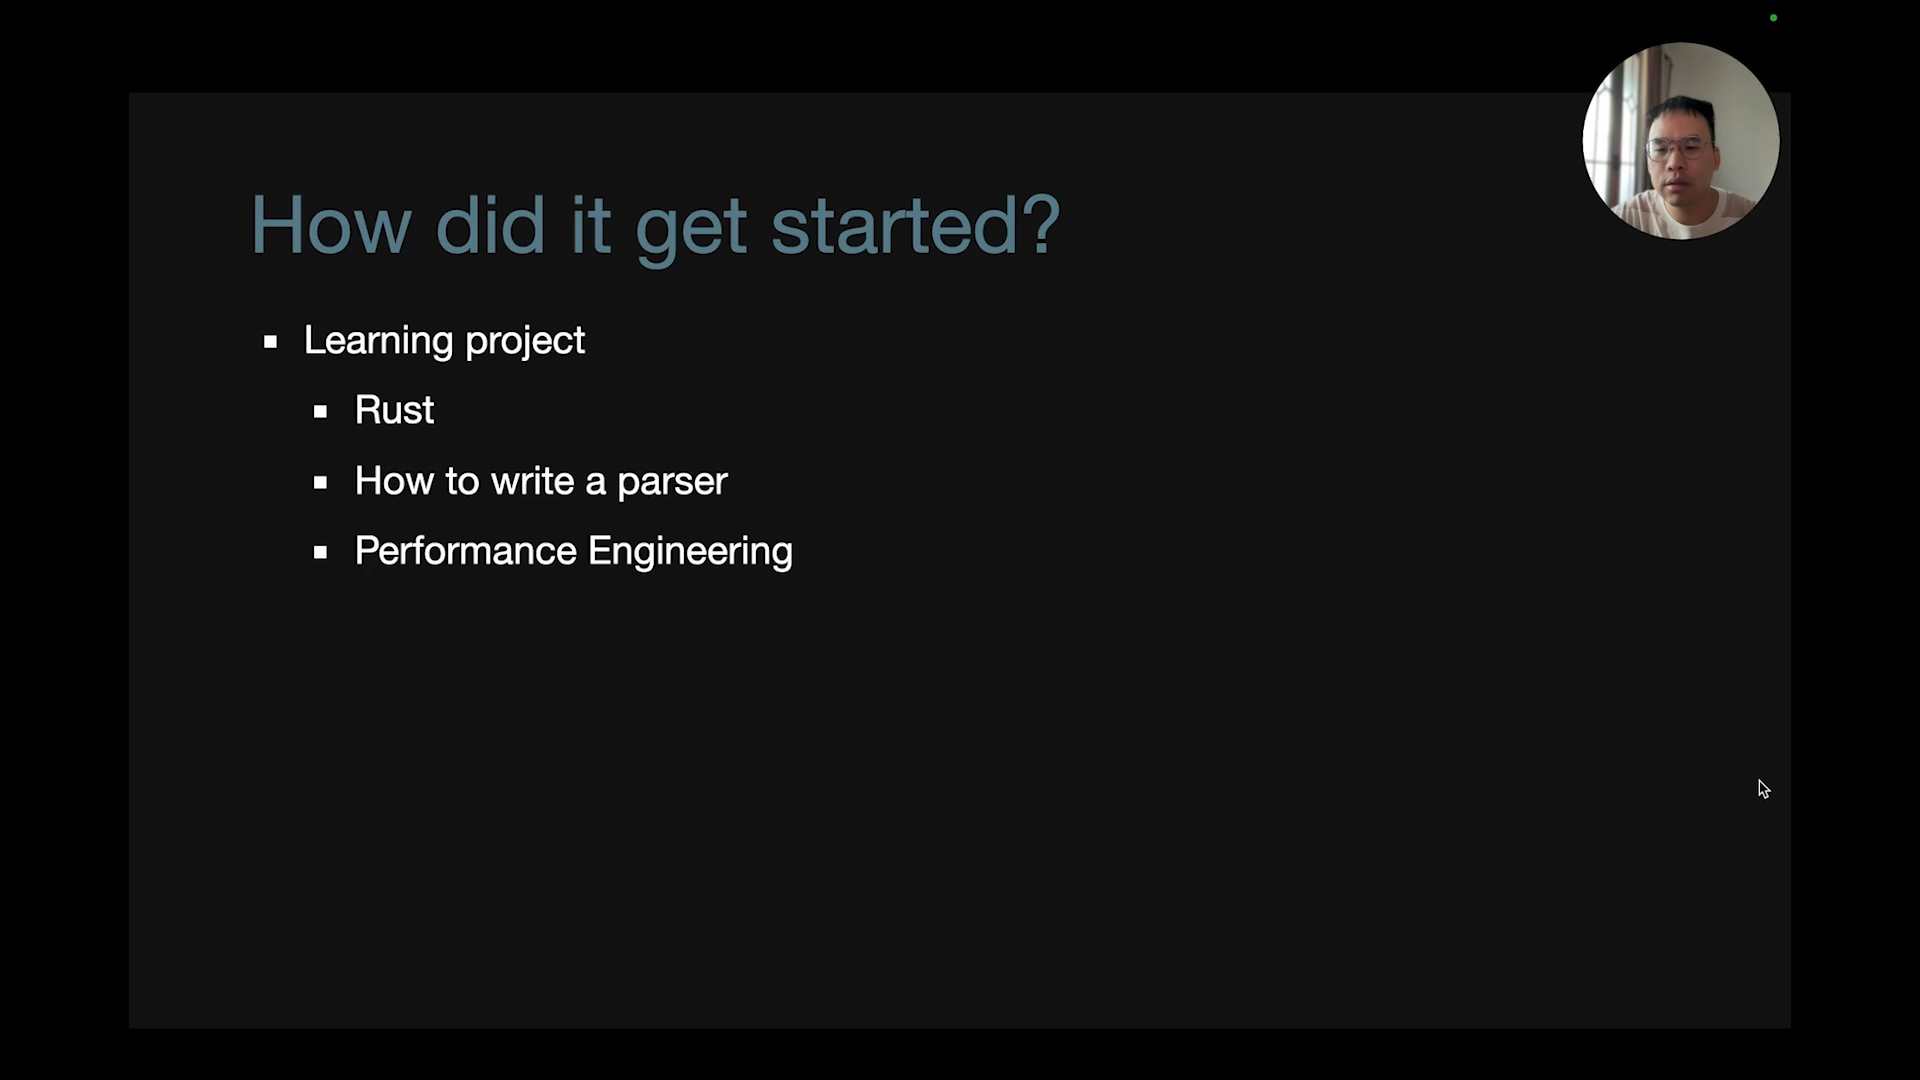 How did it get started?
Learning project
Rust
How to write a parser
Performance Engineering